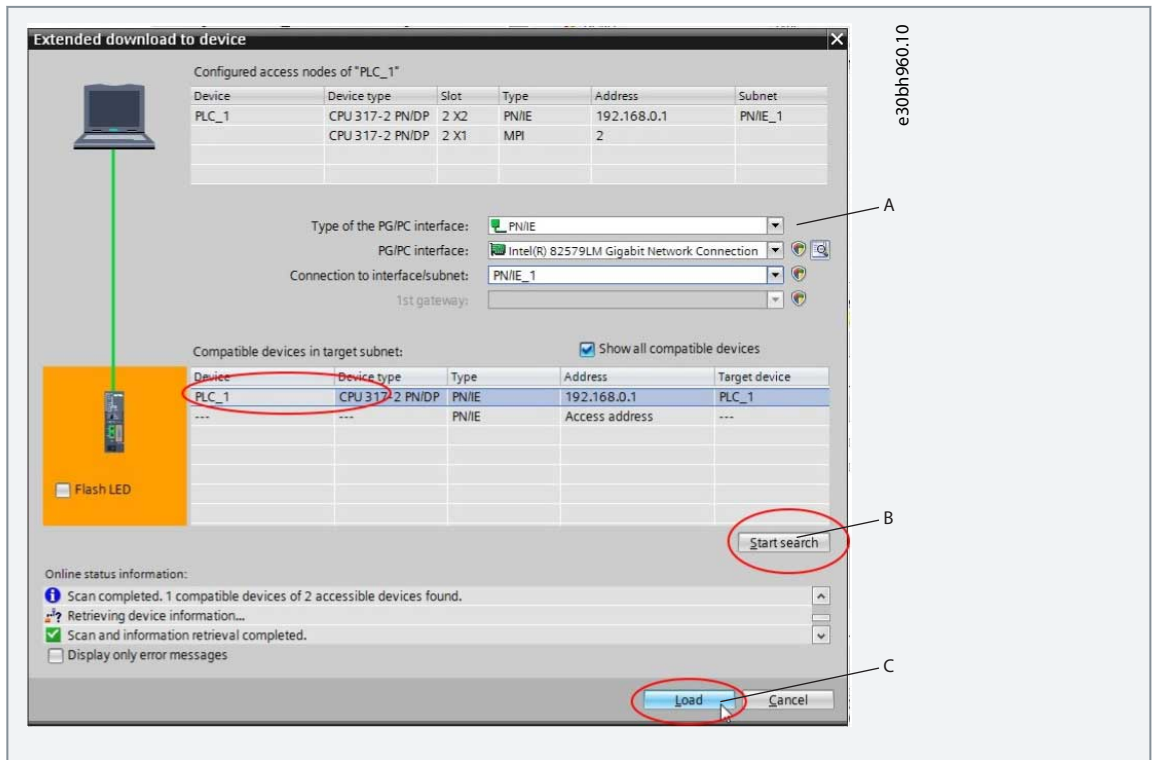 Extended download to device
Configured access nodes of "PLC_1"
Device Device type Slot Type Address Subnet
PLC_1 CPU 317-2 PN/DP 2 X2 PN/IE 192.168.0.1 PN/IE_1
CPU 317-2 PN/DP 2 X1 MPI 2
Type of the PG/PC interface: PN/IE
PG/PC interface: Intel(R) 82579LM Gigabit Network Connection
Connection to interface/subnet: PN/IE_1
1st gateway:
Compatible devices in target subnet: Show all compatible devices
Device Device type Type Address Target device
PLC_1 CPU 317-2 PN/DP PN/IE 192.168.0.1 PLC_1
--- --- PN/IE Access address ---
Flash LED
Start search
Online status information:
Scan completed. 1 compatible devices of 2 accessible devices found.
Retrieving device information...
Scan and information retrieval completed.
Display only error messages
Load Cancel
A
B
C
e30bh960.10